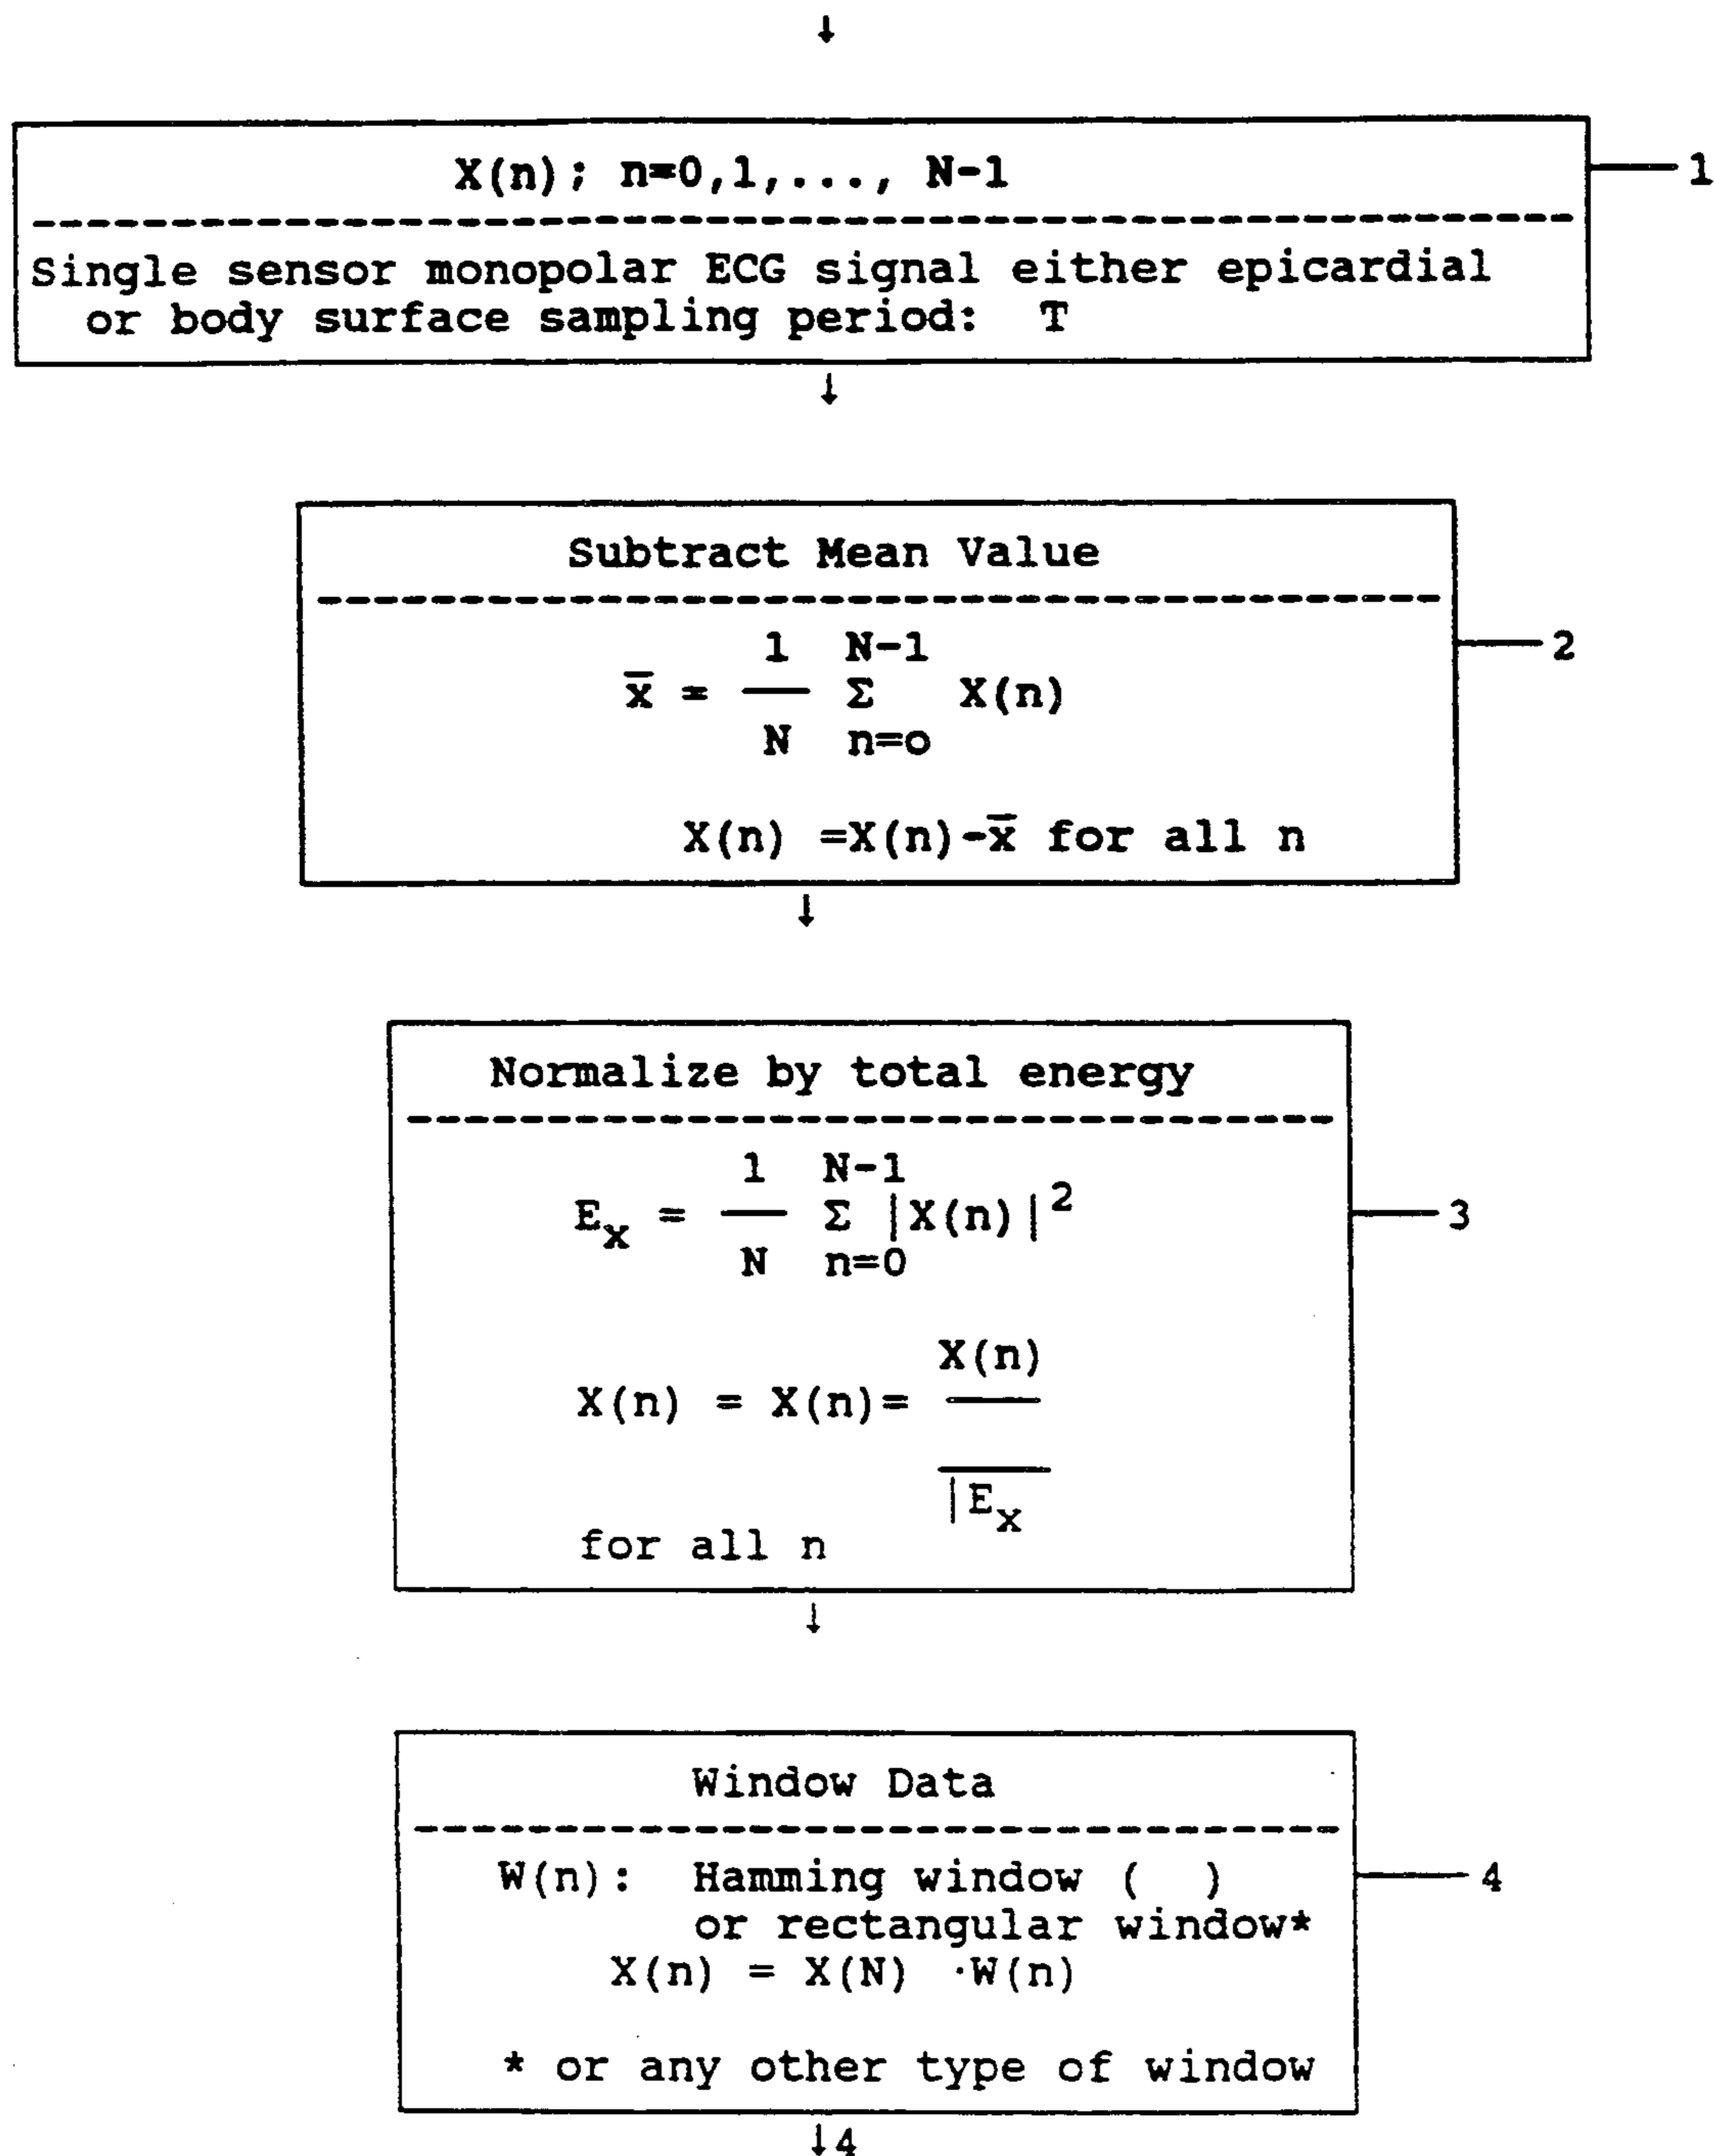 ↓
X(n); n=0,1,..., N-1
1
Single sensor monopolar ECG signal either epicardial
or body surface sampling period: T
↓
Subtract Mean Value
1 N-1
x̅ = — Σ X(n)
N n=o
2
X(n) =X(n)-x̅ for all n
↓
Normalize by total energy
1 N-1
Eₓ = — Σ |X(n)|²
N n=0
3
X(n)
X(n) = X(n)= —
|Eₓ
for all n
↓
Window Data
W(n): Hamming window ( )
4
or rectangular window*
X(n) = X(N) ·W(n)
* or any other type of window
↓4